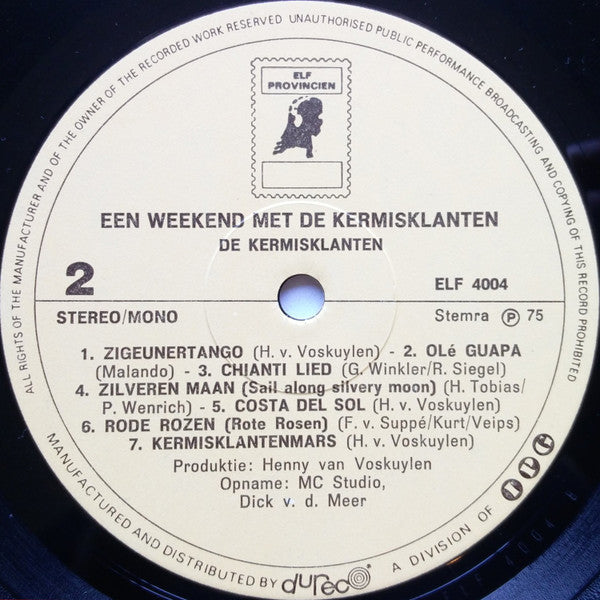 ALL RIGHTS OF THE MANUFACTURER AND OF THE OWNER OF THE RECORDED WORK RESERVED UNAUTHORISED PUBLIC PERFORMANCE BROADCASTING AND COPYING OF THIS RECORD PROHIBITED
ELF
PROVINCIEN
EEN WEEKEND MET DE KERMISKLANTEN
DE KERMISKLANTEN
2
ELF 4004
STEREO/MONO
Stemra Ⓟ 75
1. ZIGEUNERTANGO (H. v. Voskuylen) - 2. OLé GUAPA
(Malando) - 3. CHIANTI LIED (G. Winkler/R. Siegel)
4. ZILVEREN MAAN (Sail along silvery moon) (H. Tobias/
P. Wenrich) - 5. COSTA DEL SOL (H. v. Voskuylen)
6. RODE ROZEN (Rote Rosen) (F. v. Suppé/Kurt/Veips)
7. KERMISKLANTENMARS (H. v. Voskuylen)
Produktie: Henny van Voskuylen
Opname: MC Studio,
Dick v. d. Meer
MANUFACTURED AND DISTRIBUTED BY dureco A DIVISION OF